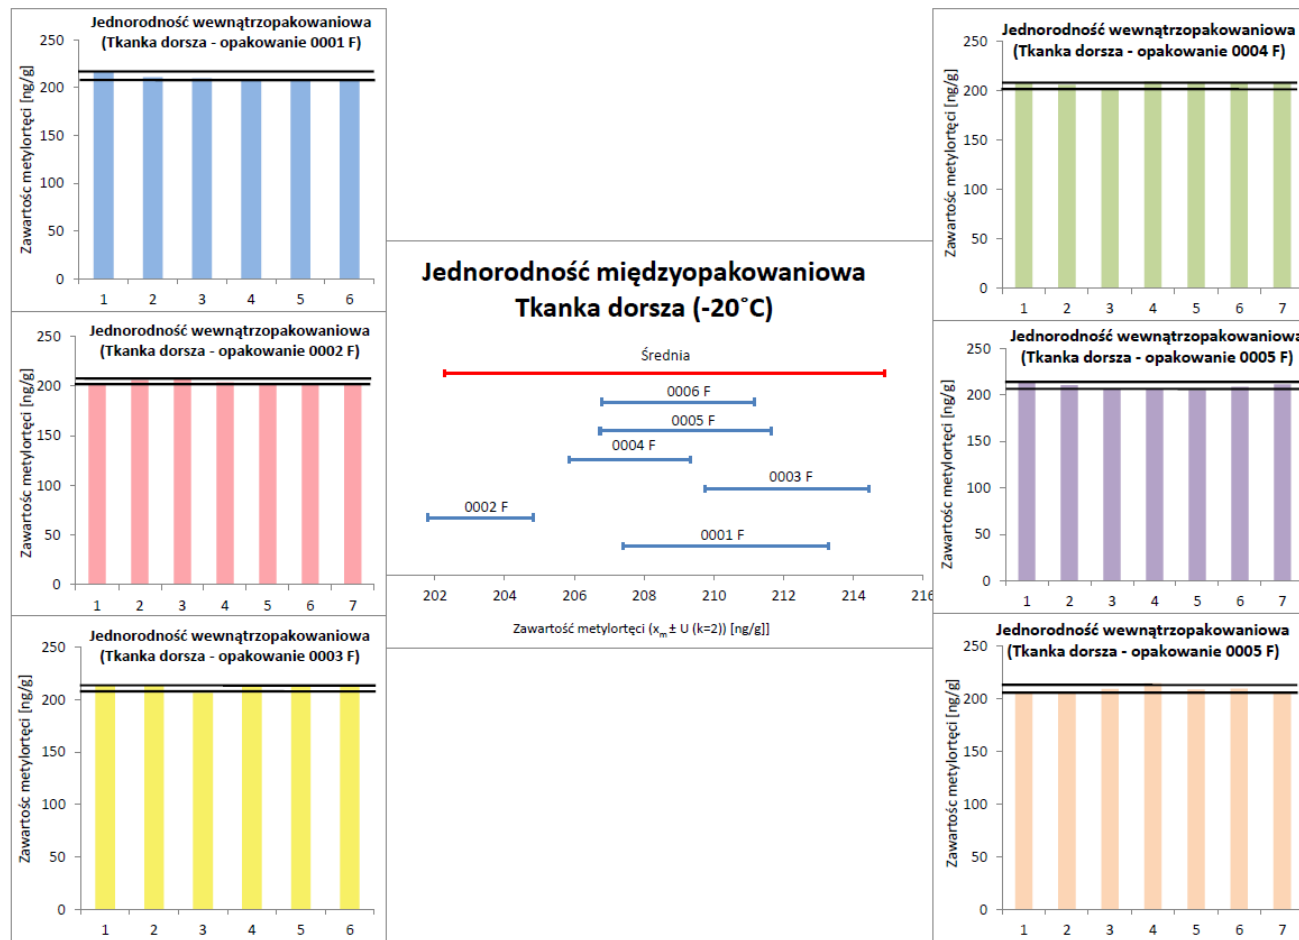 Jednorodność wewnątrzopakowaniowa
(Tkanka dorsza - opakowanie 0001 F)
Zawartośc metylortęci [ng/g]
250
200
150
100
50
0
1 2 3 4 5 6
Jednorodność wewnątrzopakowaniowa
(Tkanka dorsza - opakowanie 0002 F)
Zawartośc metylortęci [ng/g]
250
200
150
100
50
0
1 2 3 4 5 6 7
Jednorodność wewnątrzopakowaniowa
(Tkanka dorsza - opakowanie 0003 F)
Zawartośc metylortęci [ng/g]
250
200
150
100
50
0
1 2 3 4 5 6
Jednorodność międzyopakowaniowa
Tkanka dorsza (-20˚C)
Średnia
0006 F
0005 F
0004 F
0003 F
0002 F
0001 F
202 204 206 208 210 212 214 216
Zawartość metylortęci (xm ± U (k=2)) [ng/g]]
Jednorodność wewnątrzopakowaniowa
(Tkanka dorsza - opakowanie 0004 F)
Zawartośc metylortęci [ng/g]
250
200
150
100
50
0
1 2 3 4 5 6 7
Jednorodność wewnątrzopakowaniowa
(Tkanka dorsza - opakowanie 0005 F)
Zawartośc metylortęci [ng/g]
250
200
150
100
50
0
1 2 3 4 5 6 7
Jednorodność wewnątrzopakowaniowa
(Tkanka dorsza - opakowanie 0005 F)
Zawartośc metylortęci [ng/g]
250
200
150
100
50
0
1 2 3 4 5 6 7